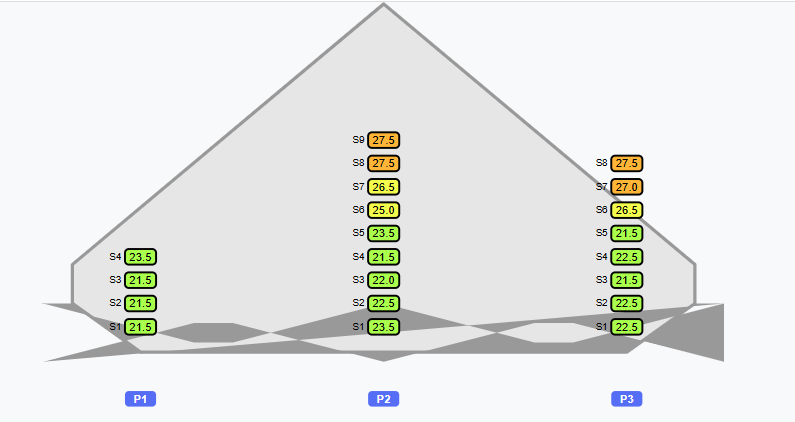 S9 27.5
S8 27.5 S8 27.5
S7 26.5 S7 27.0
S6 25.0 S6 26.5
S5 23.5 S5 21.5
S4 23.5 S4 21.5 S4 22.5
S3 21.5 S3 22.0 S3 21.5
S2 21.5 S2 22.5 S2 22.5
S1 21.5 S1 23.5 S1 22.5
P1 P2 P3